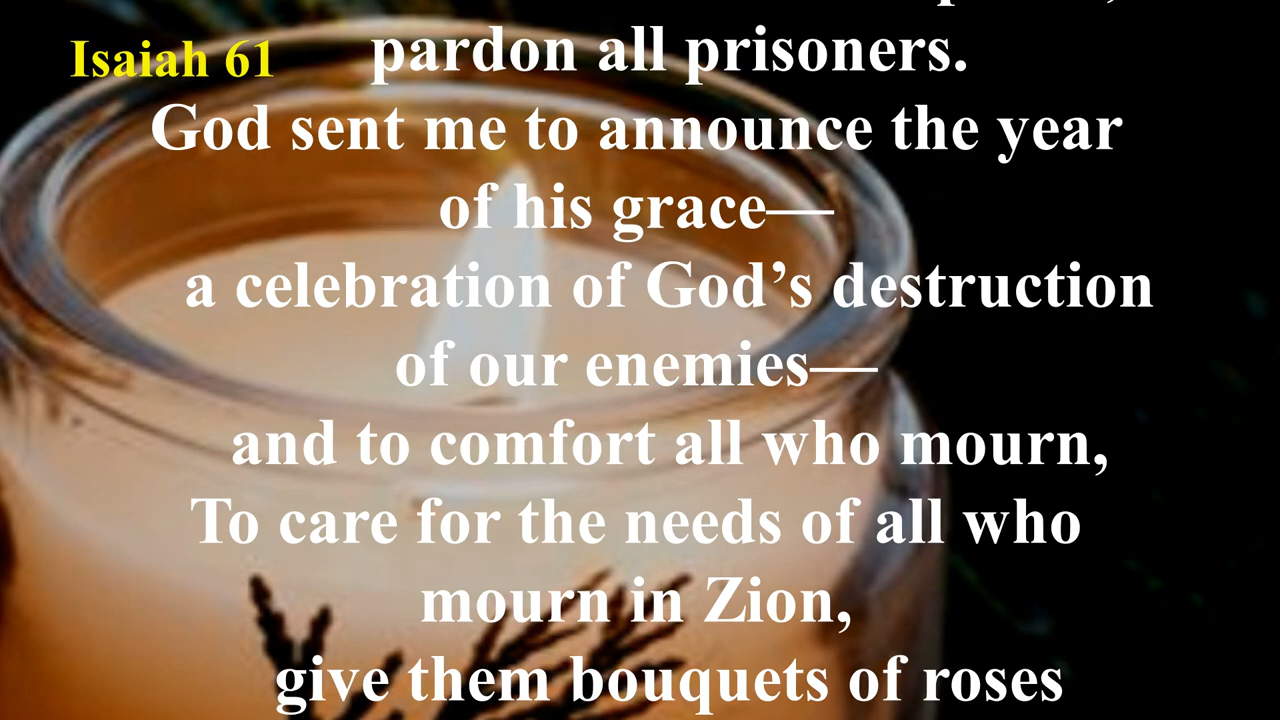 Isaiah 61
pardon all prisoners.
God sent me to announce the year
of his grace—
a celebration of God’s destruction
of our enemies—
and to comfort all who mourn,
To care for the needs of all who
mourn in Zion,
give them bouquets of roses